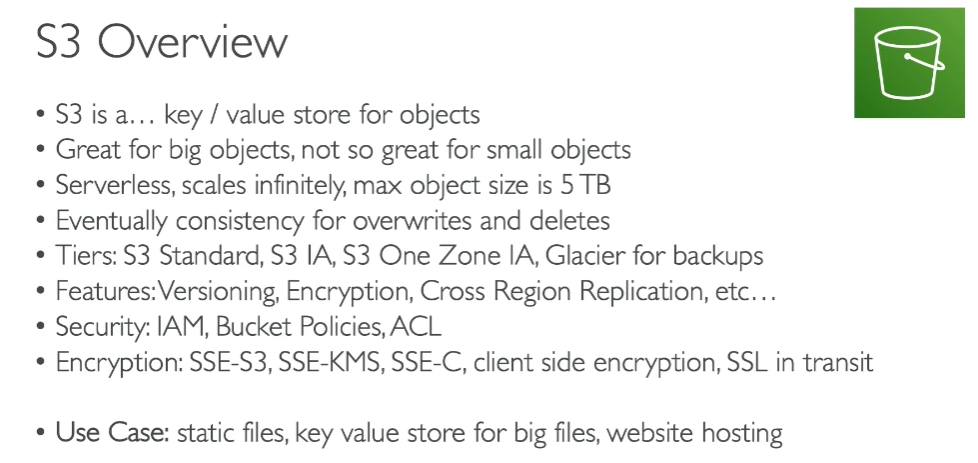 S3 Overview
• S3 is a… key / value store for objects
• Great for big objects, not so great for small objects
• Serverless, scales infinitely, max object size is 5 TB
• Eventually consistency for overwrites and deletes
• Tiers: S3 Standard, S3 IA, S3 One Zone IA, Glacier for backups
• Features: Versioning, Encryption, Cross Region Replication, etc…
• Security: IAM, Bucket Policies, ACL
• Encryption: SSE-S3, SSE-KMS, SSE-C, client side encryption, SSL in transit
• Use Case: static files, key value store for big files, website hosting